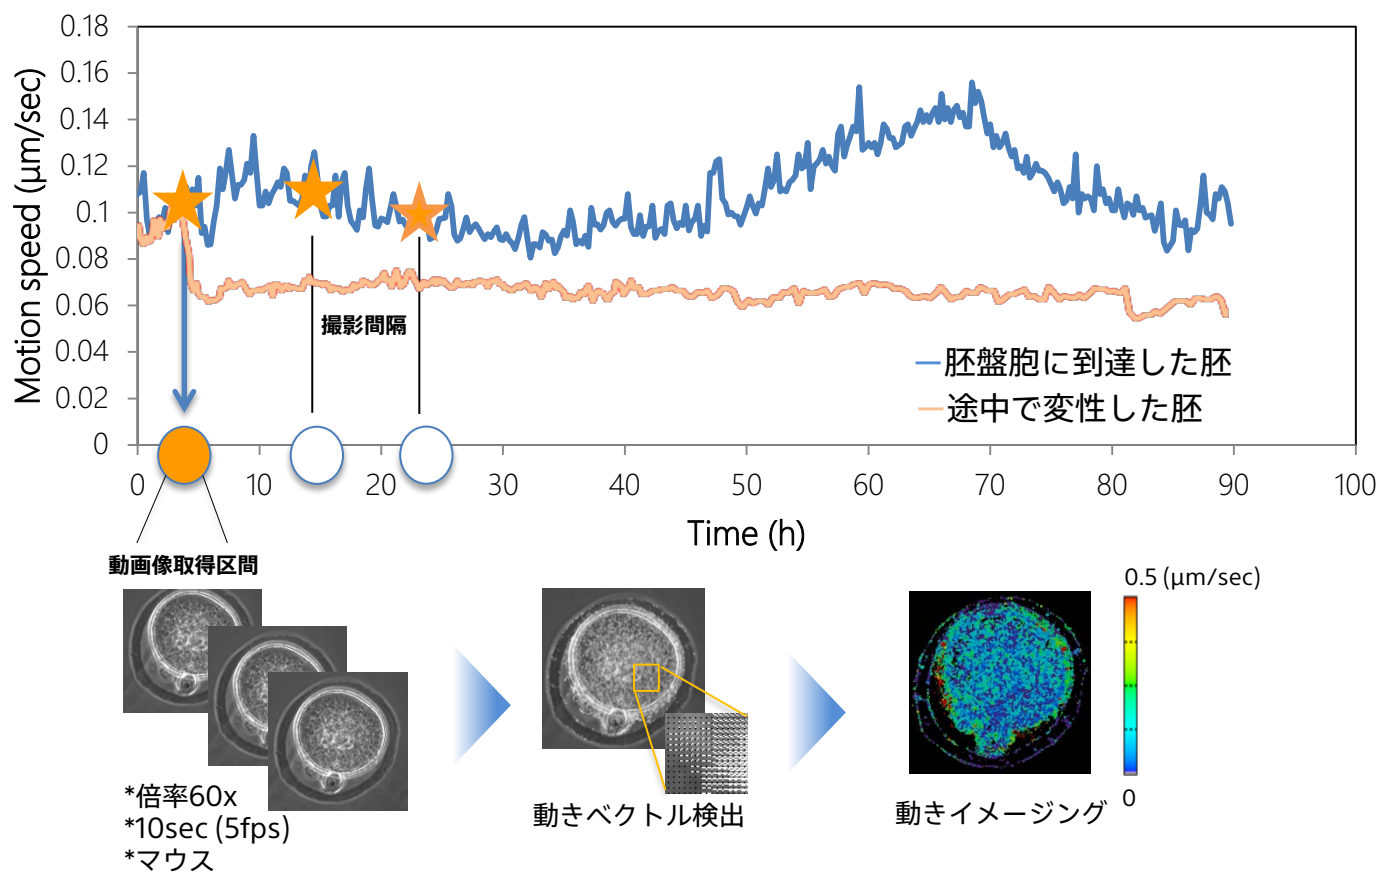 0.18
0.16
0.14
0.12
0.1
0.08
0.06
0.04
0.02
0
Motion speed (μm/sec)
撮影間隔
胚盤胞に到達した胚
途中で変性した胚
0 10 20 30 40 50 60 70 80 90 100
Time (h)
動画像取得区間
0.5 (μm/sec)
0
*倍率60x
*10sec (5fps)
*マウス
動きベクトル検出
動きイメージング